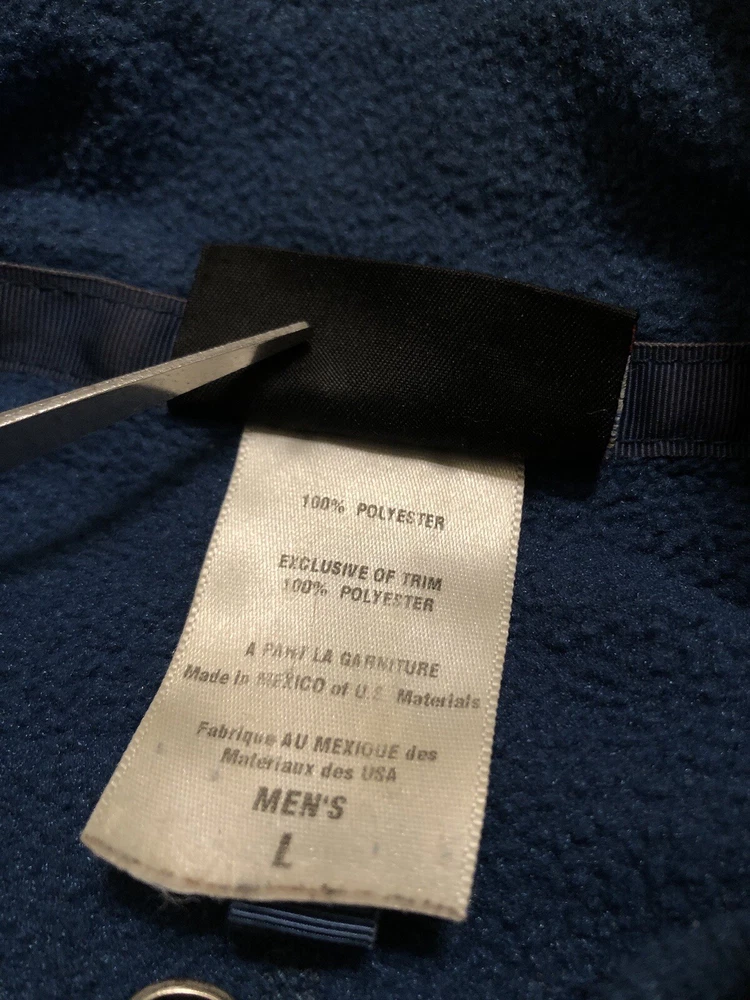 100% POLYESTER
EXCLUSIVE OF TRIM
100% POLYESTER
A PART LA GARNITURE
Made in MEXICO of U.S. Materials
Fabrique AU MEXIQUE des
Materiaux des USA
MEN'S
L